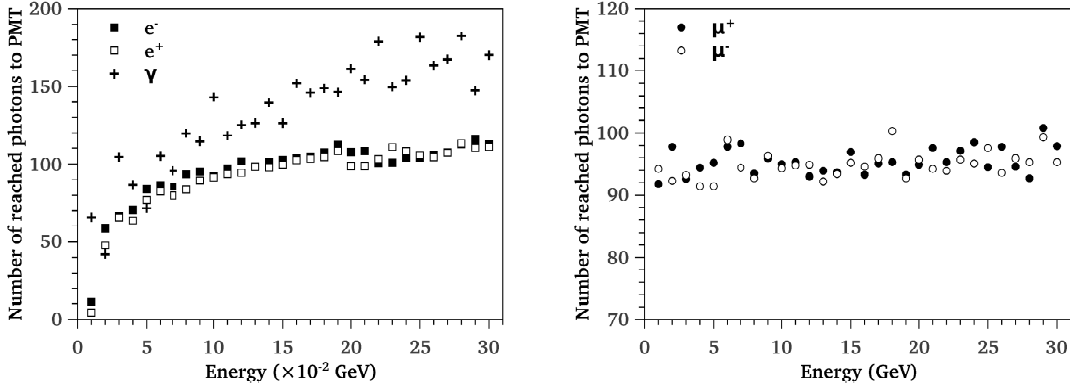 200
150
100
50
0
Number of reached photons to PMT
e-
e+
γ
0 5 10 15 20 25 30
Energy (×10-2 GeV)
120
110
100
90
80
70
Number of reached photons to PMT
μ+
μ-
0 5 10 15 20 25 30
Energy (GeV)